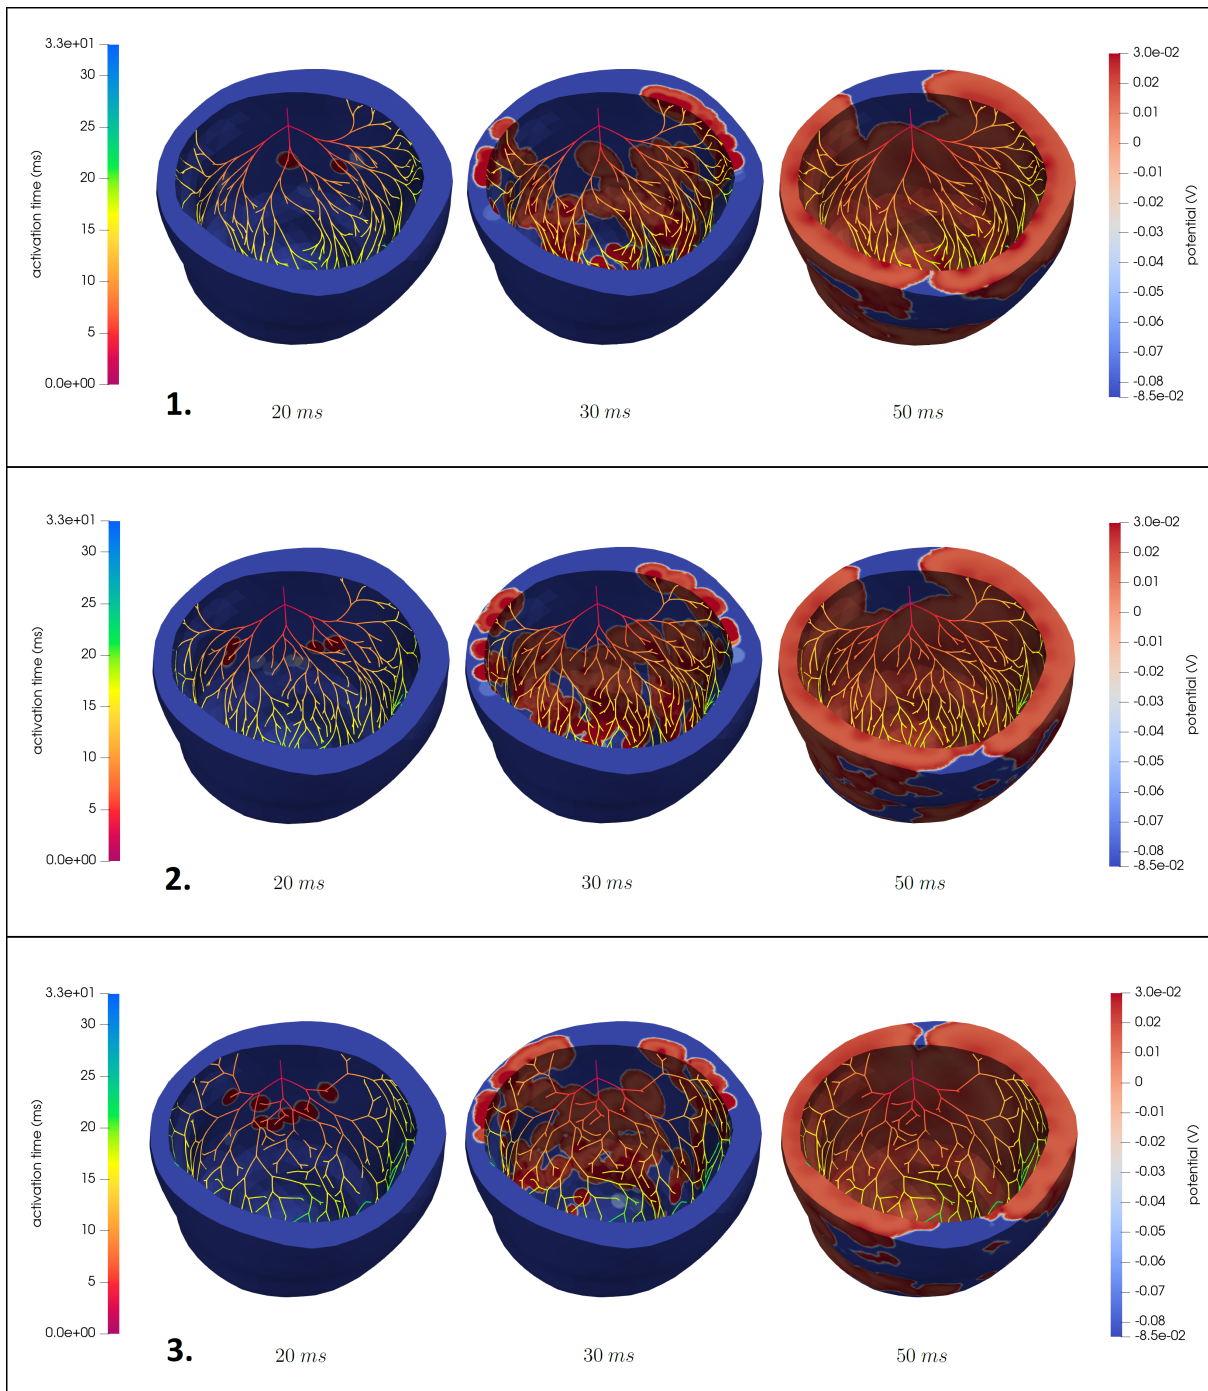 3.3e+01
30
25
20
15
10
5
0.0e+00
activation time (ms)
3.0e-02
0.02
0.01
0
-0.01
-0.02
-0.03
-0.04
-0.05
-0.06
-0.07
-0.08
-8.5e-02
potential (V)
1.
20 ms
30 ms
50 ms
3.3e+01
30
25
20
15
10
5
0.0e+00
activation time (ms)
3.0e-02
0.02
0.01
0
-0.01
-0.02
-0.03
-0.04
-0.05
-0.06
-0.07
-0.08
-8.5e-02
potential (V)
2.
20 ms
30 ms
50 ms
3.3e+01
30
25
20
15
10
5
0.0e+00
activation time (ms)
3.0e-02
0.02
0.01
0
-0.01
-0.02
-0.03
-0.04
-0.05
-0.06
-0.07
-0.08
-8.5e-02
potential (V)
3.
20 ms
30 ms
50 ms